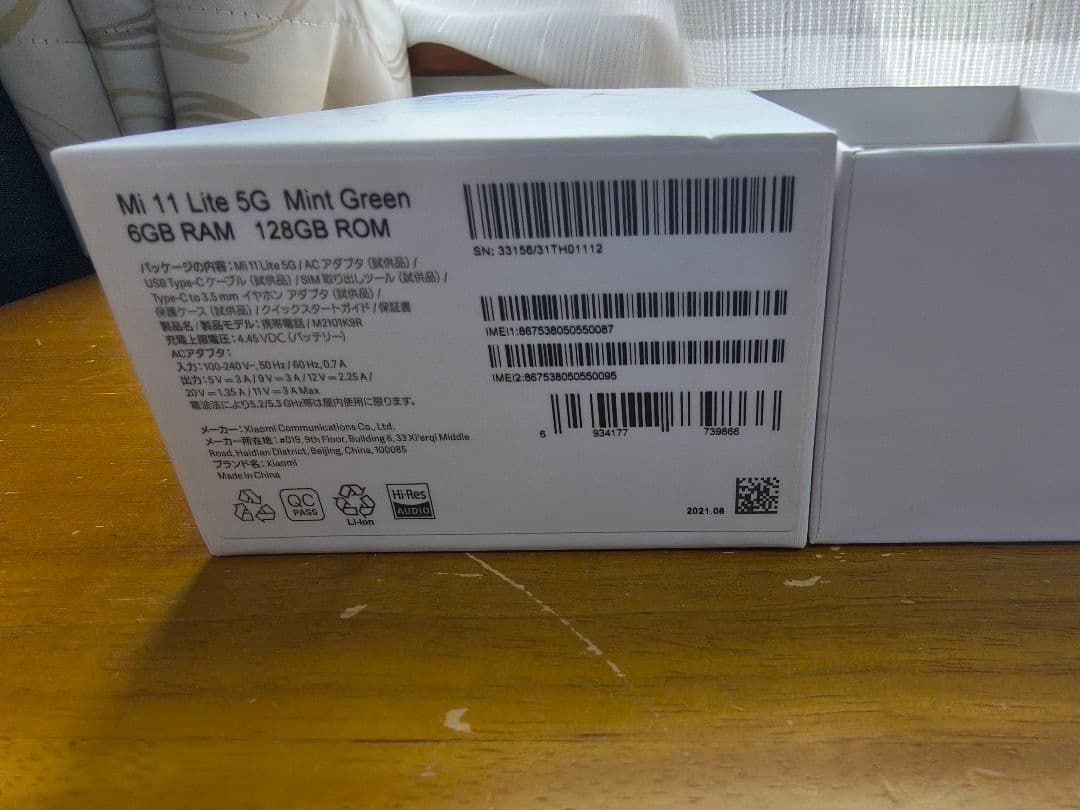 Mi 11 Lite 5G Mint Green
6GB RAM 128GB ROM
パッケージの内容：Mi 11 Lite 5G / AC アダプタ (試供品) /
USB Type-C ケーブル (試供品) / SIM 取り出しツール (試供品) /
Type-C to 3.5 mm イヤホン アダプタ (試供品) /
保護ケース (試供品) / クイックスタートガイド / 保証書
製品名 / 製品モデル：携帯電話 / M2101K9R
充電上限電圧：4.45 VDC (バッテリー)
ACアダプタ：
入力：100-240 V~, 50 Hz / 60 Hz, 0.7 A
出力：5V ⎓ 3 A / 9V ⎓ 3 A / 12V ⎓ 2.25 A /
20V ⎓ 1.35 A / 11V ⎓ 3 A Max
電波法により5.2/5.3 GHz帯は屋内使用に限ります。
メーカー：Xiaomi Communications Co., Ltd.
メーカー所在地：#019, 9th Floor, Building 6, 33 Xi'erqi Middle
Road, Haidian District, Beijing, China, 100085
ブランド名：Xiaomi
Made in China
QC
PASS
Li-ion
Hi-Res
AUDIO
SN: 33156/31TH01112
IMEI1:867538050550087
IMEI2:867538050550095
6 934177 739866
2021.06